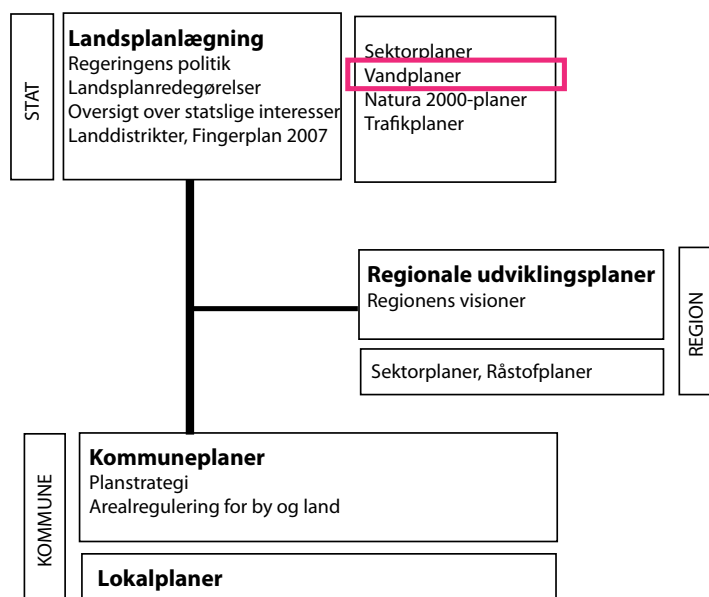 STAT
Landsplanlægning
Regeringens politik
Landsplanredegørelser
Oversigt over statslige interesser
Landdistrikter, Fingerplan 2007
Sektorplaner
Vandplaner
Natura 2000-planer
Trafikplaner
Regionale udviklingsplaner
Regionens visioner
Sektorplaner, Råstofplaner
REGION
KOMMUNE
Kommuneplaner
Planstrategi
Arealregulering for by og land
Lokalplaner